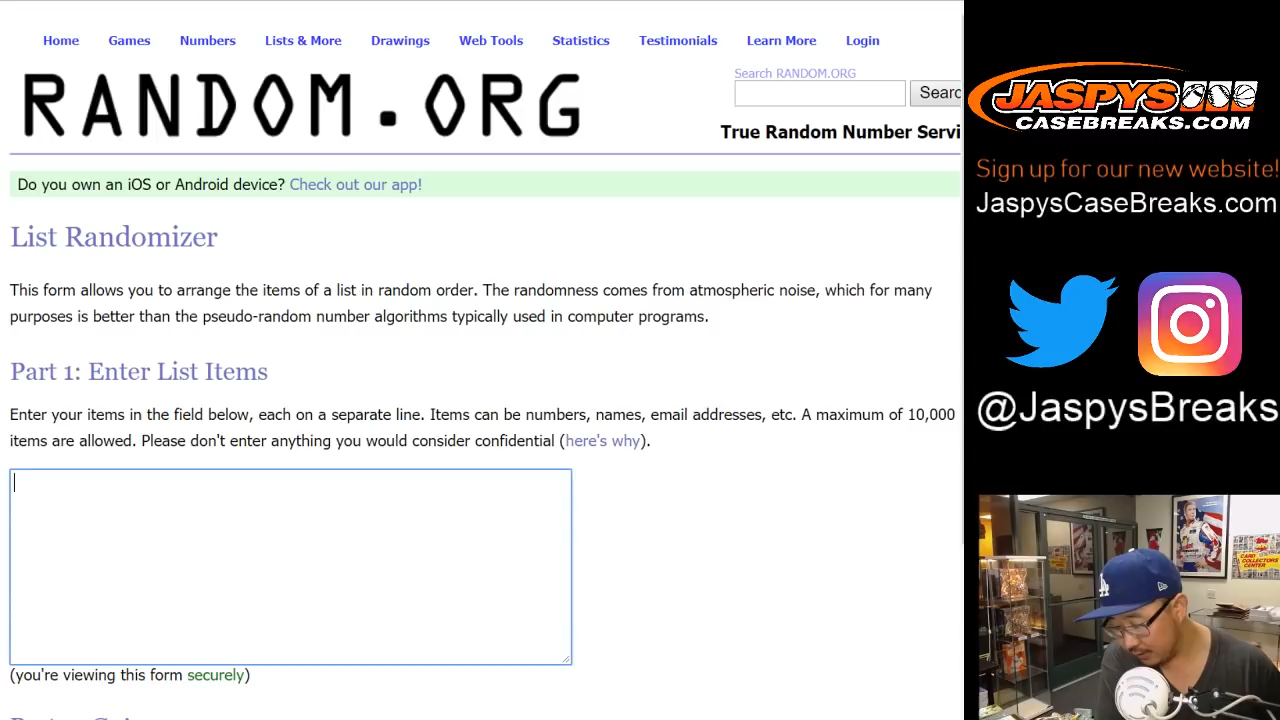 Home Games Numbers Lists & More Drawings Web Tools Statistics Testimonials Learn More Login
RANDOM.ORG
Search RANDOM.ORG
Searc
True Random Number Servi
Do you own an iOS or Android device? Check out our app!
List Randomizer
This form allows you to arrange the items of a list in random order. The randomness comes from atmospheric noise, which for many
purposes is better than the pseudo-random number algorithms typically used in computer programs.
Part 1: Enter List Items
Enter your items in the field below, each on a separate line. Items can be numbers, names, email addresses, etc. A maximum of 10,000
items are allowed. Please don't enter anything you would consider confidential (here's why).
(you're viewing this form securely)
JASPYS
CASEBREAKS.COM
Sign up for our new website!
JaspysCaseBreaks.com
@JaspysBreaks
topps
CARD
COLLECTORS
CENTER
LA